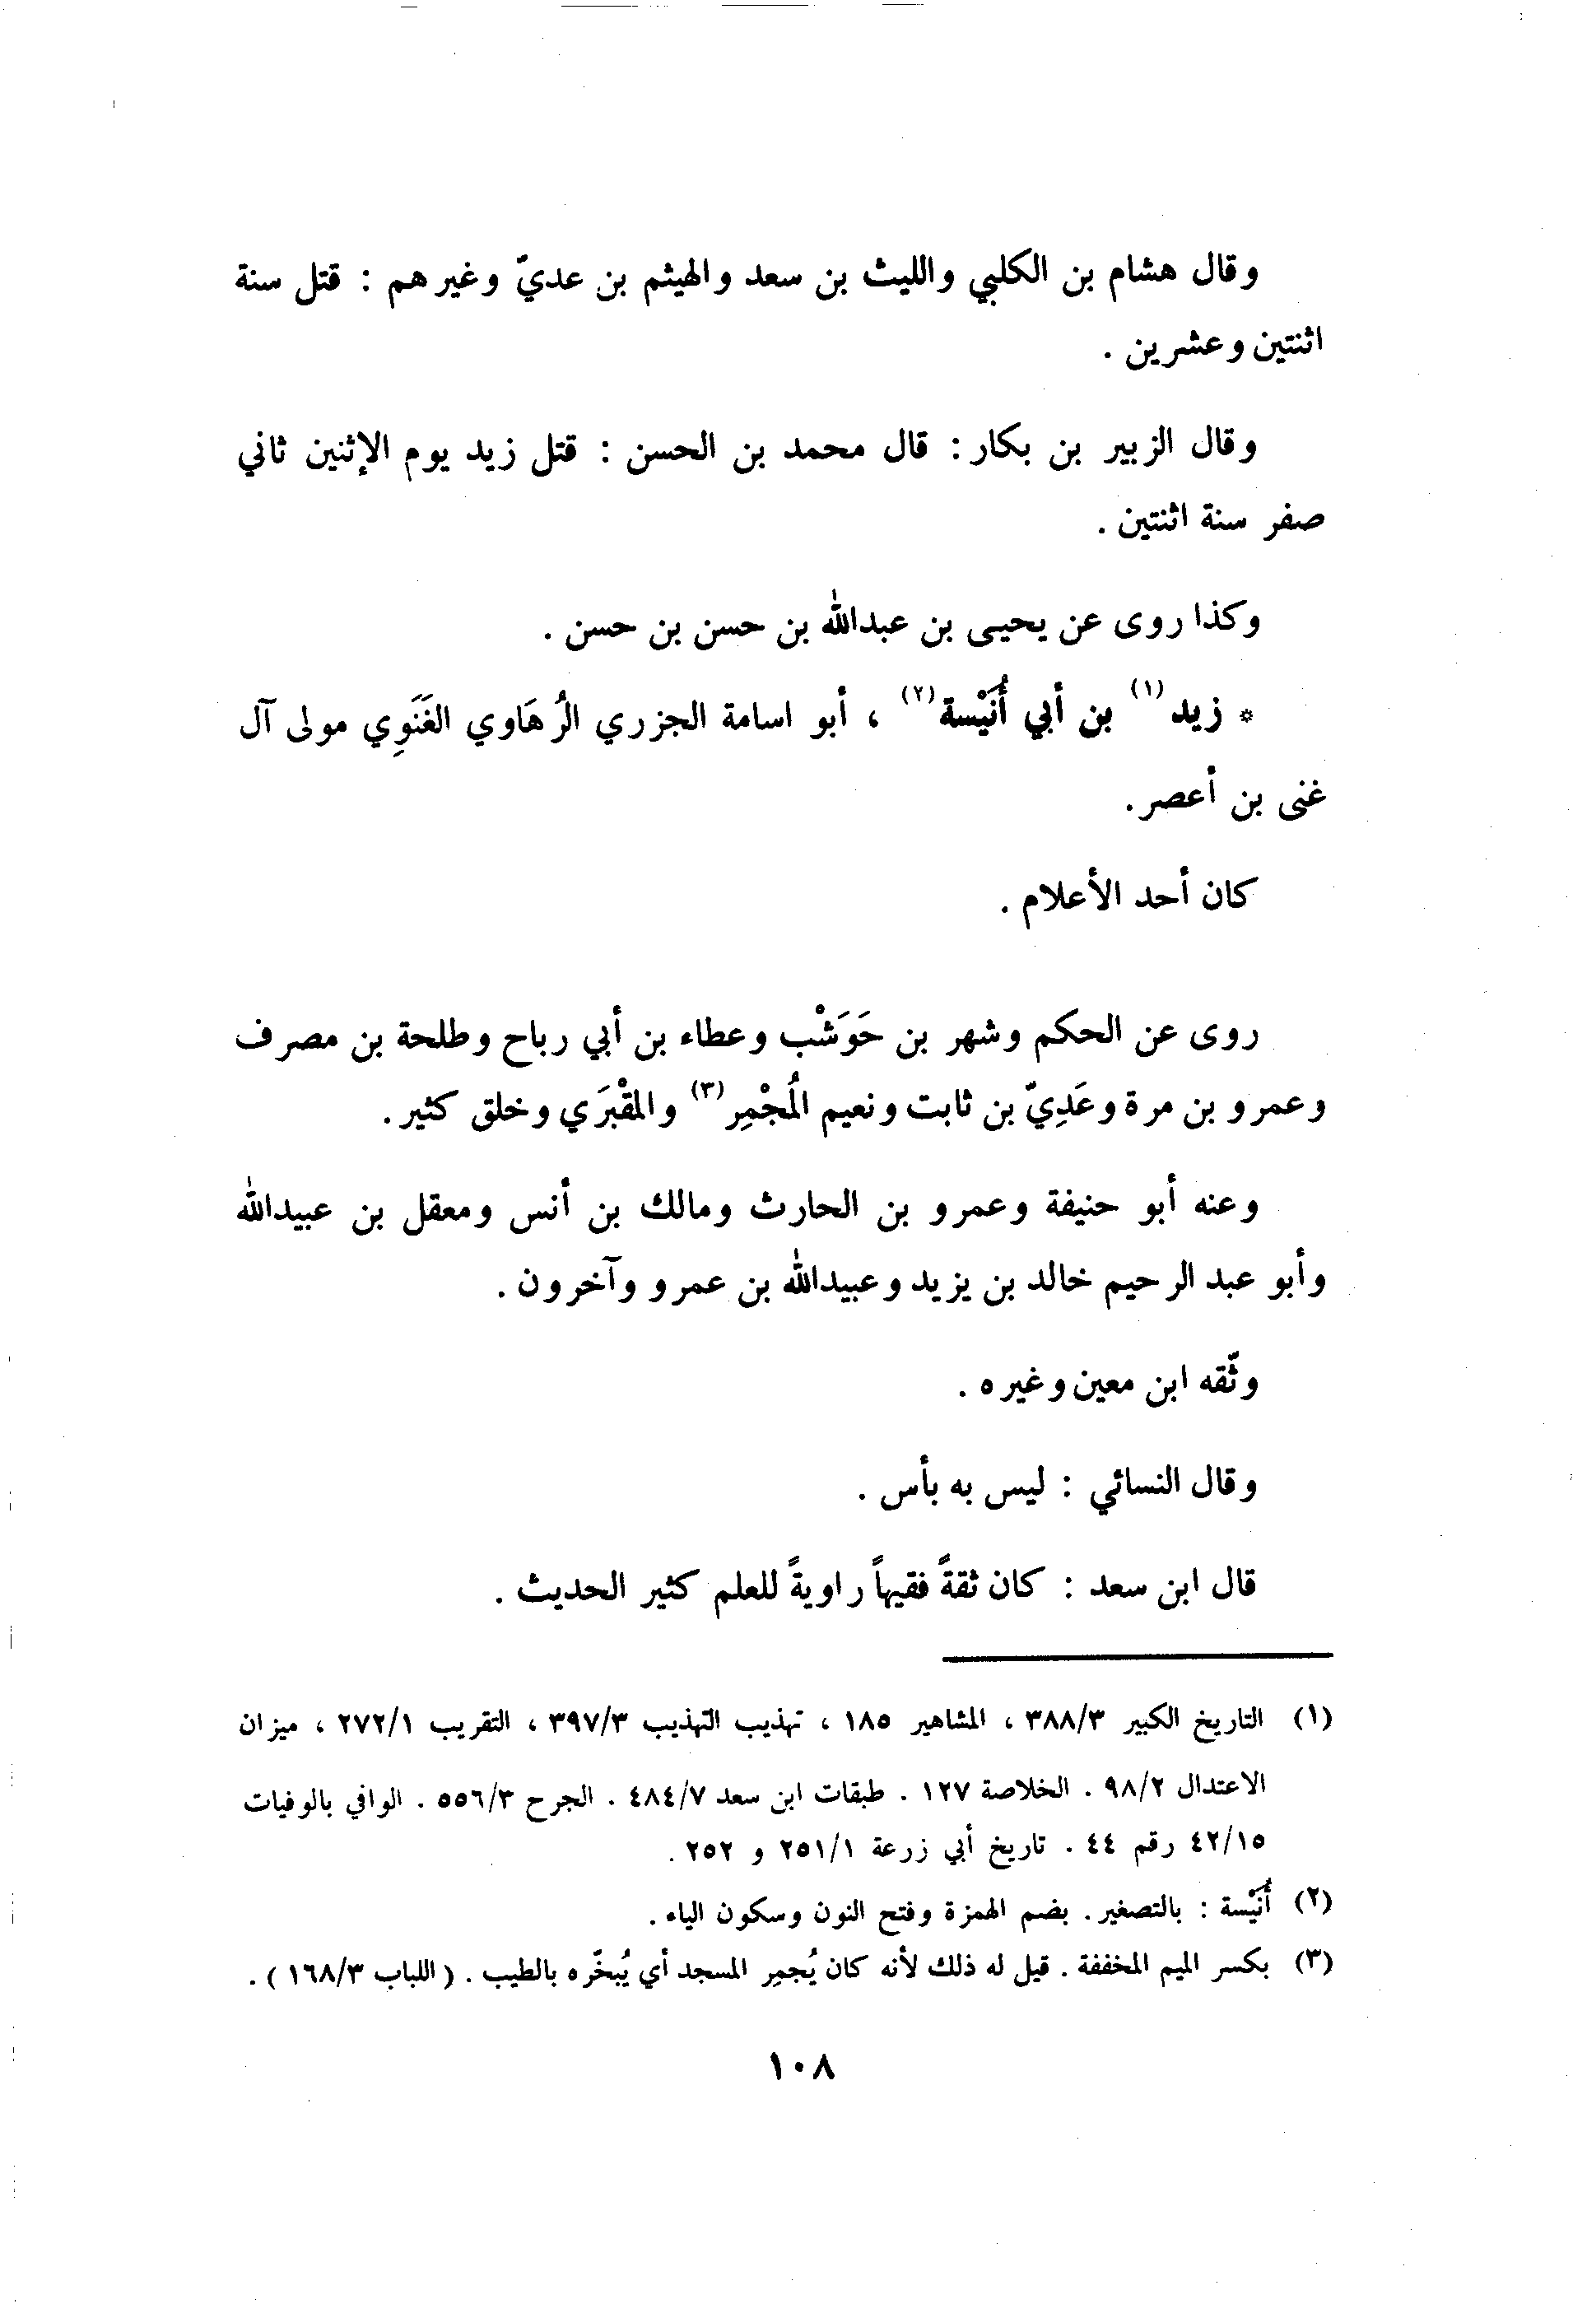 وقال هشام بن الكلبي والليث بن سعد والهيثم بن عديّ وغيرهم : قتل سنة
اثنتين وعشرين .
وقال الزبير بن بكار : قال محمد بن الحسن : قتل زيد يوم الإثنين ثاني
صفر سنة اثنتين .
وكذا روى عن يحيى بن عبدالله بن حسن بن حسن .
* زيد(١) بن أبي أُنَيْسة(٢) ، أبو اسامة الجزري الرُهَاوي الغَنَوِي مولى آل
غنى بن أعصر .
كان أحد الأعلام .
روى عن الحكم وشهر بن حَوَشْب وعطاء بن أبي رباح وطلحة بن مصرف
وعمرو بن مرة وعَدِيّ بن ثابت ونعيم المُجْمِر(٣) والمقْبَري وخلق كثير .
وعنه أبو حنيفة وعمرو بن الحارث ومالك بن أنس ومعقل بن عبيدالله
وأبو عبد الرحيم خالد بن يزيد وعبيدالله بن عمرو وآخرون .
وثّقه ابن معين وغيره .
وقال النسائي : ليس به بأس .
قال ابن سعد : كان ثقةً فقيهاً راويةً للعلم كثير الحديث .
(١) التاريخ الكبير ٣٨٨/٣ ، المشاهير ١٨٥ ، تهذيب التهذيب ٣٩٧/٣ ، التقريب ٢٧٢/١ ، ميزان
الاعتدال ٩٨/٢ . الخلاصة ١٢٧ . طبقات ابن سعد ٤٨٤/٧ . الجرح ٥٥٦/٣ . الوافي بالوفيات
٤٢/١٥ رقم ٤٤ . تاريخ أبي زرعة ٢٥١/١ و ٢٥٢ .
(٢) أُنَيْسة : بالتصغير . بضم الهمزة وفتح النون وسكون الياء .
(٣) بكسر الميم المخففة . قيل له ذلك لأنه كان يُجمِر المسجد أي يُبخّره بالطيب . ( اللباب ١٦٨/٣ ) .
١٠٨